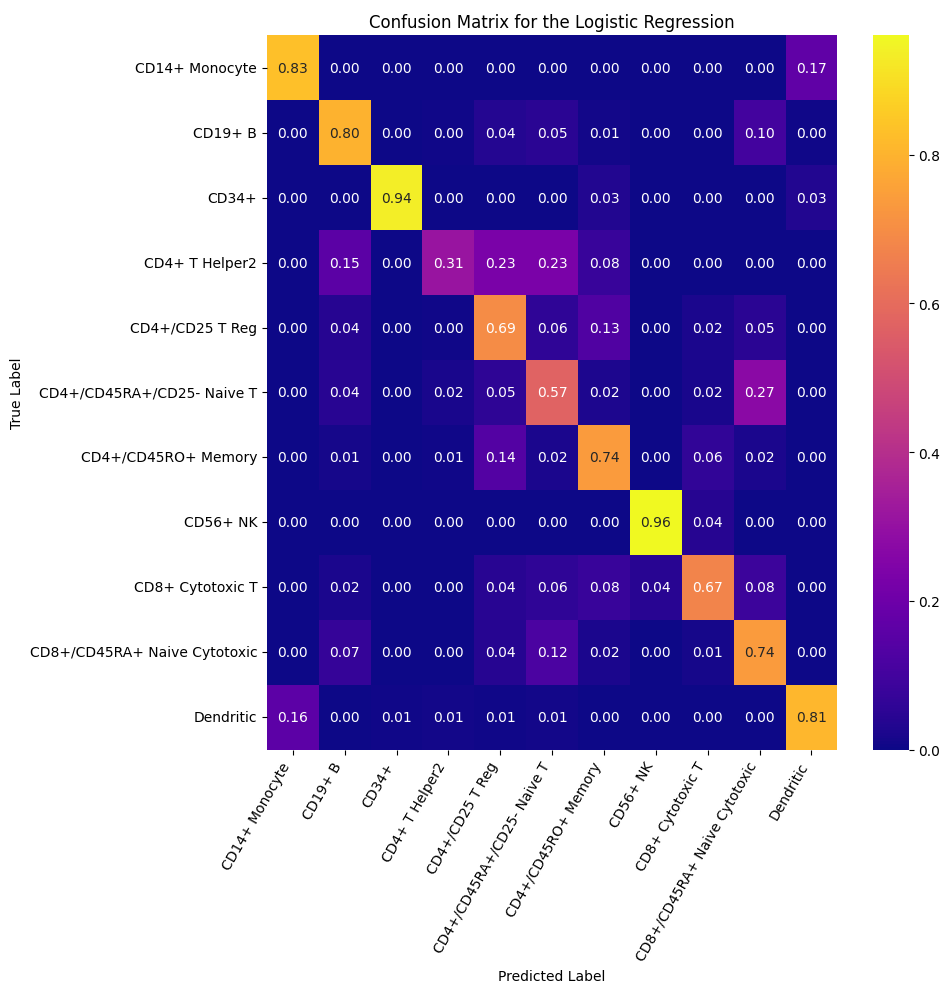 Confusion Matrix for the Logistic Regression
True Label
CD14+ Monocyte 0.83 0.00 0.00 0.00 0.00 0.00 0.00 0.00 0.00 0.00 0.17
CD19+ B 0.00 0.80 0.00 0.00 0.04 0.05 0.01 0.00 0.00 0.10 0.00
CD34+ 0.00 0.00 0.94 0.00 0.00 0.00 0.03 0.00 0.00 0.00 0.03
CD4+ T Helper2 0.00 0.15 0.00 0.31 0.23 0.23 0.08 0.00 0.00 0.00 0.00
CD4+/CD25 T Reg 0.00 0.04 0.00 0.00 0.69 0.06 0.13 0.00 0.02 0.05 0.00
CD4+/CD45RA+/CD25- Naive T 0.00 0.04 0.00 0.02 0.05 0.57 0.02 0.00 0.02 0.27 0.00
CD4+/CD45RO+ Memory 0.00 0.01 0.00 0.01 0.14 0.02 0.74 0.00 0.06 0.02 0.00
CD56+ NK 0.00 0.00 0.00 0.00 0.00 0.00 0.00 0.96 0.04 0.00 0.00
CD8+ Cytotoxic T 0.00 0.02 0.00 0.00 0.04 0.06 0.08 0.04 0.67 0.08 0.00
CD8+/CD45RA+ Naive Cytotoxic 0.00 0.07 0.00 0.00 0.04 0.12 0.02 0.00 0.01 0.74 0.00
Dendritic 0.16 0.00 0.01 0.01 0.01 0.01 0.00 0.00 0.00 0.00 0.81
CD14+ Monocyte
CD19+ B
CD34+
CD4+ T Helper2
CD4+/CD25 T Reg
CD4+/CD45RA+/CD25- Naive T
CD4+/CD45RO+ Memory
CD56+ NK
CD8+ Cytotoxic T
CD8+/CD45RA+ Naive Cytotoxic
Dendritic
Predicted Label
0.8
0.6
0.4
0.2
0.0